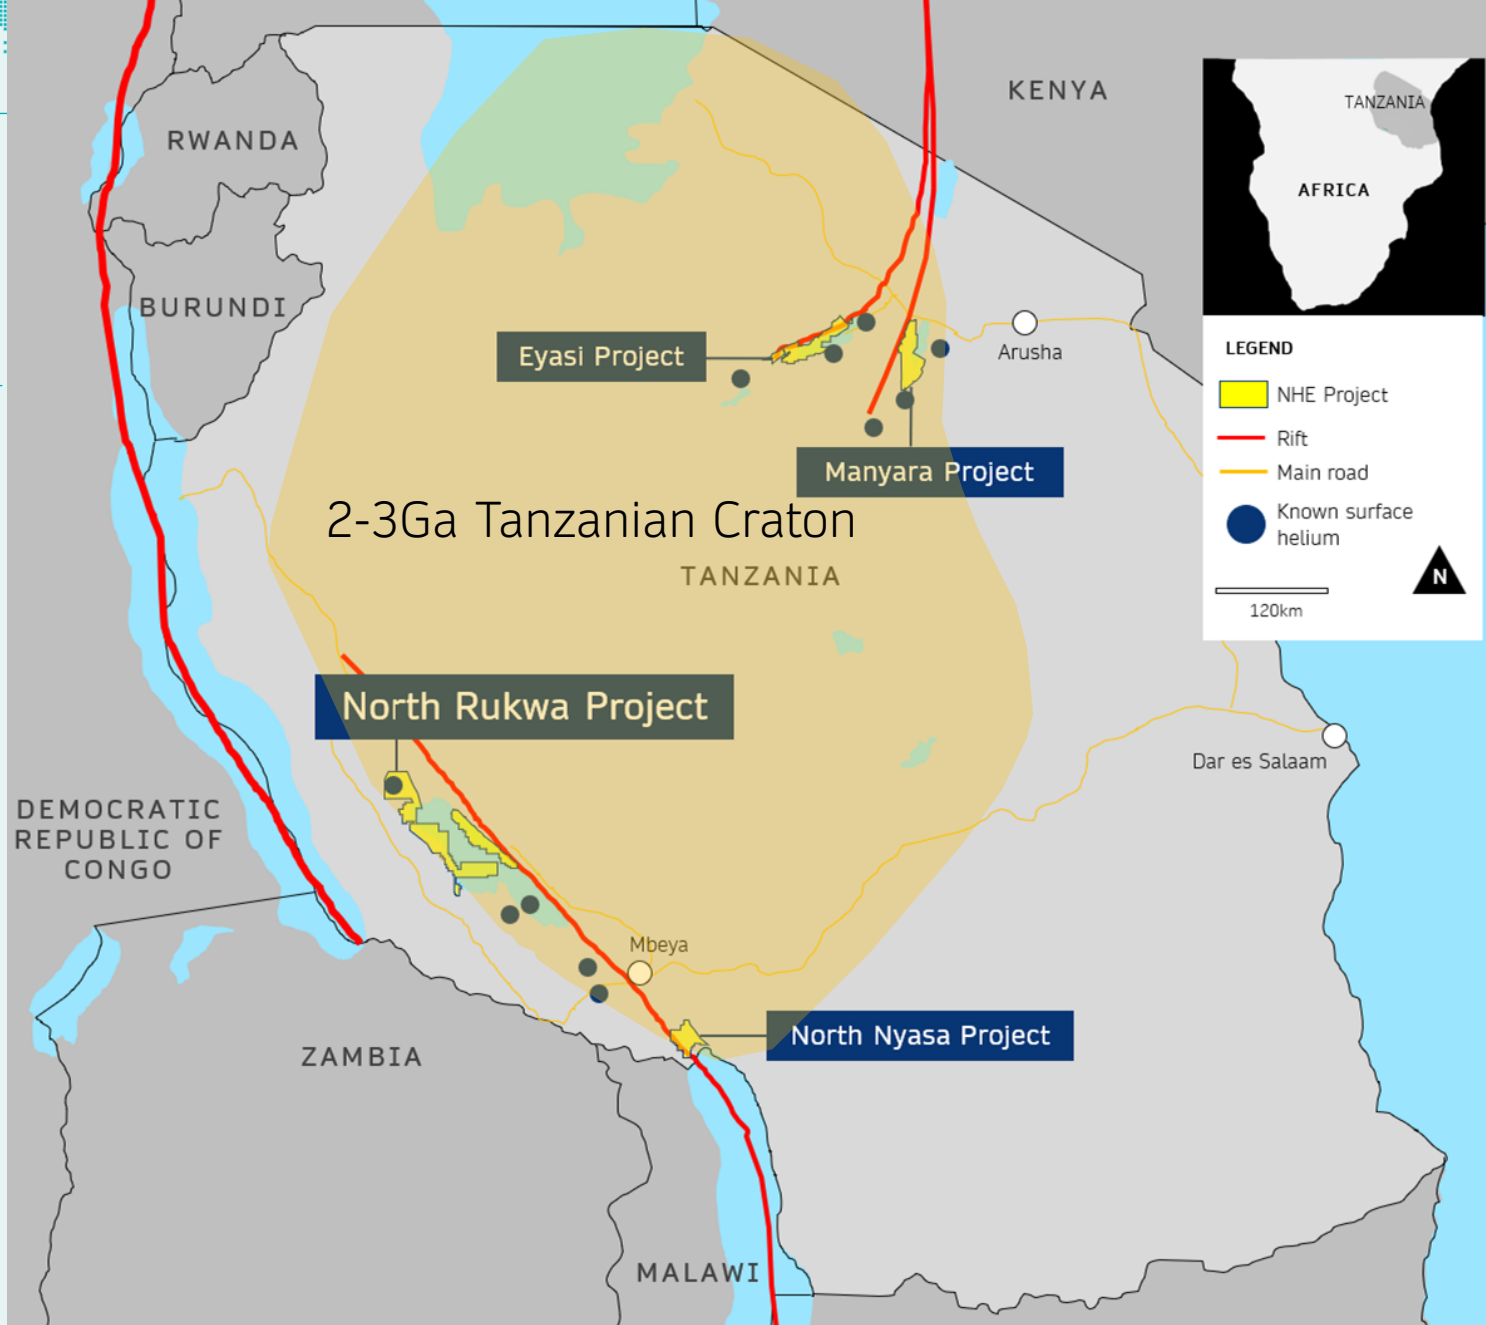 KENYA
RWANDA
BURUNDI
TANZANIA
AFRICA
Eyasi Project
Arusha
LEGEND
NHE Project
Rift
Main road
Known surface
helium
N
120km
Manyara Project
2-3Ga Tanzanian Craton
TANZANIA
North Rukwa Project
Dar es Salaam
DEMOCRATIC
REPUBLIC OF
CONGO
Mbeya
North Nyasa Project
ZAMBIA
MALAWI